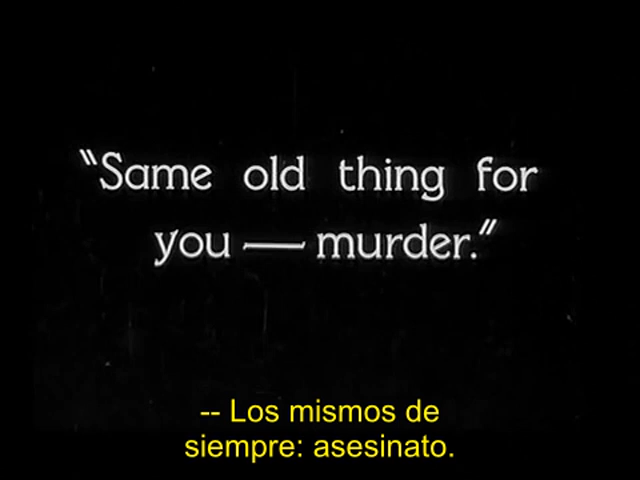 “Same old thing for
you — murder.”
-- Los mismos de
siempre: asesinato.